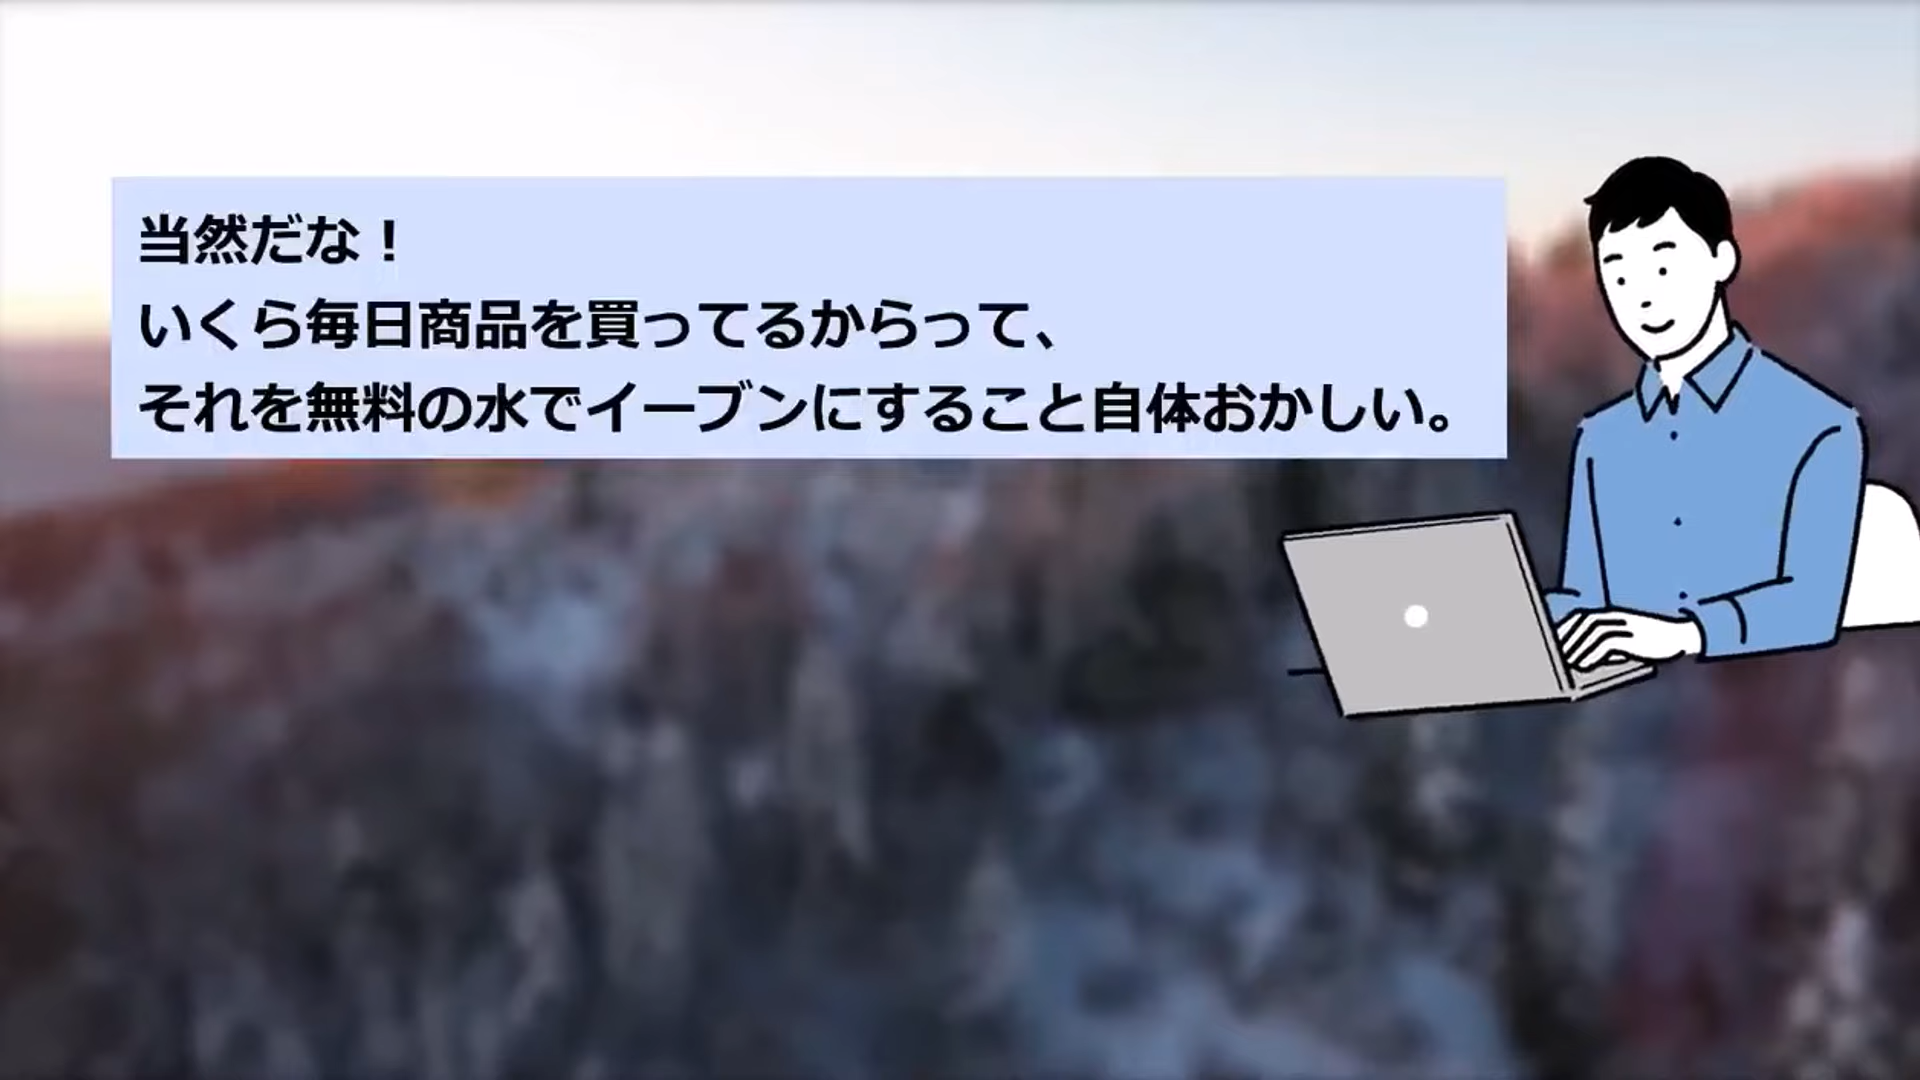 当然だな！
いくら毎日商品を買ってるからって、
それを無料の水でイーブンにすること自体おかしい。